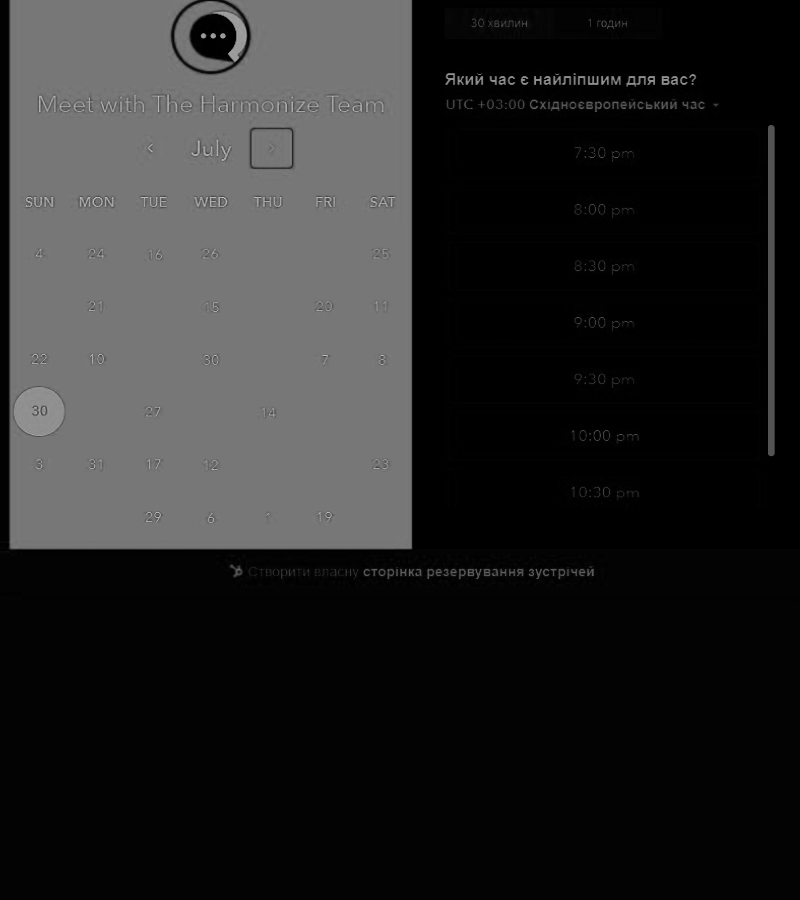 Meet with The Harmonize Team
July
SUN MON TUE WED THU FRI SAT
4 24 16 26 25
21 15 20 11
22 10 30 7 8
30 27 14
3 31 17 12 23
29 6 1 19
30 хвилин 1 годин
Який час є найліпшим для вас?
UTC +03:00 Східноєвропейський час
7:30 pm
8:00 pm
8:30 pm
9:00 pm
9:30 pm
10:00 pm
10:30 pm
Створити власну сторінка резервування зустрічей